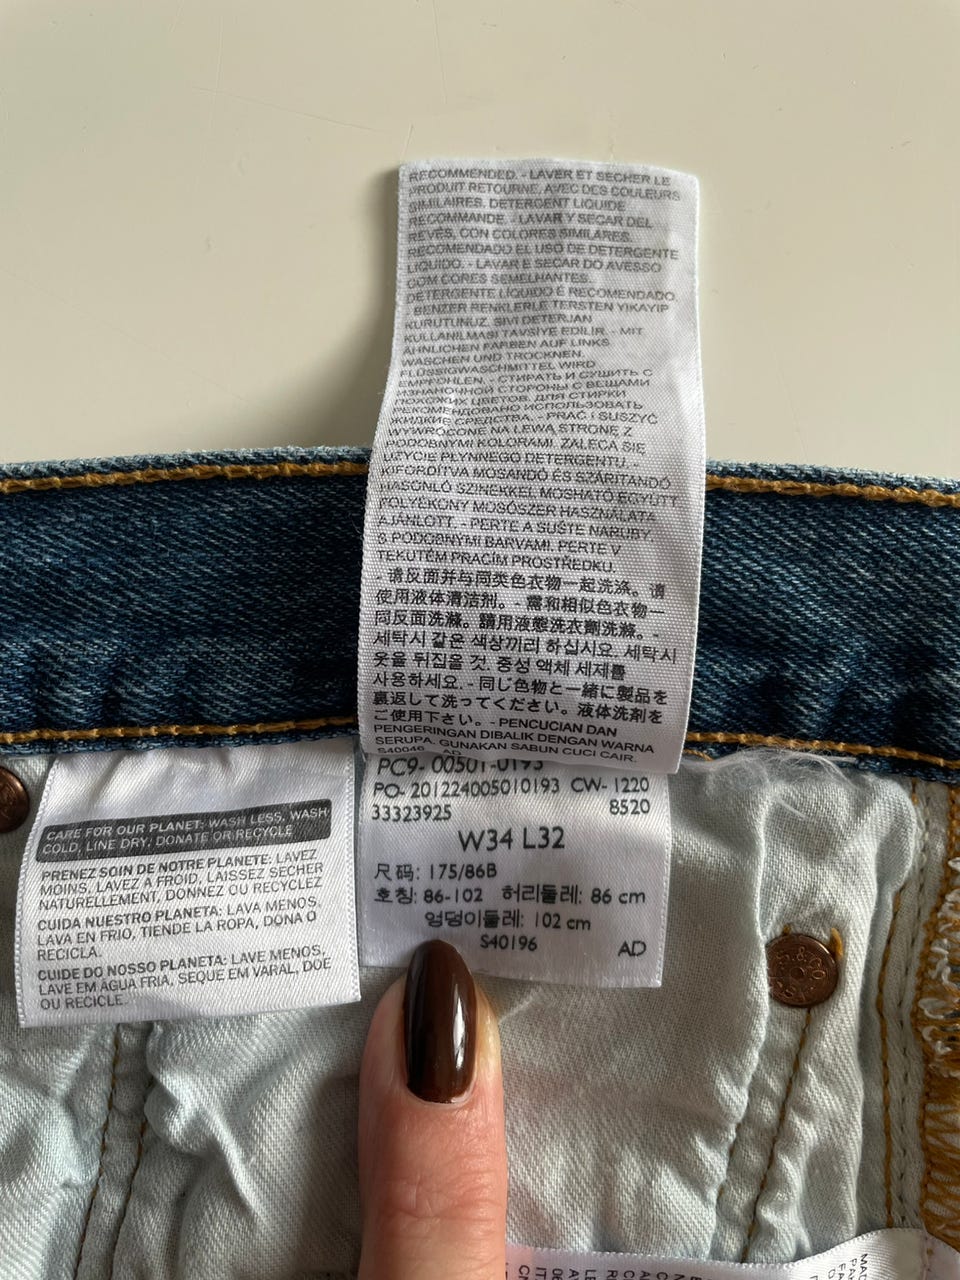 RECOMMENDED. - LAVER ET SECHER LE
PRODUIT RETOURNE, AVEC DES COULEURS
SIMILAIRES. DETERGENT LIQUIDE
RECOMMANDE. - LAVAR Y SECAR DEL
REVÉS, CON COLORES SIMILARES.
RECOMENDADO EL USO DE DETERGENTE
LÍQUIDO. - LAVAR E SECAR DO AVESSO
COM CORES SEMELHANTES.
DETERGENTE LÍQUIDO É RECOMENDADO.
- BENZER RENKLERLE TERSTEN YIKAYIP
KURUTUNUZ. SIVI DETERJAN
KULLANILMASI TAVSİYE EDİLİR. - MIT
ÄHNLICHEN FARBEN AUF LINKS
WASCHEN UND TROCKNEN.
FLÜSSIGWASCHMITTEL WIRD
EMPFOHLEN. - СТИРАТЬ И СУШИТЬ С
ИЗНАНОЧНОЙ СТОРОНЫ С ВЕЩАМИ
ПОХОЖИХ ЦВЕТОВ. ДЛЯ СТИРКИ
РЕКОМЕНДОВАНО ИСПОЛЬЗОВАТЬ
ЖИДКИЕ СРЕДСТВА. - PRAĆ I SUSZYĆ
WYWRÓCONE NA LEWĄ STRONĘ Z
PODOBNYMI KOLORAMI. ZALECA SIĘ
UŻYCIE PŁYNNEGO DETERGENTU. -
KIFORDÍTVA MOSANDÓ ÉS SZÁRÍTANDÓ
HASONLÓ SZÍNEKKEL MOSHATÓ EGYÜTT.
FOLYÉKONY MOSÓSZER HASZNÁLATA
AJÁNLOTT. - PERTE A SUŠTE NARUBY
S PODOBNÝMI BARVAMI. PERTE V
TEKUTÉM PRACÍM PROSTŘEDKU.
- 请反面并与同类色衣物一起洗涤。请
使用液体清洁剂。- 需和相似色衣物一
同反面洗滌。請用液態洗衣劑洗滌。-
세탁시 같은 색상끼리 하십시요. 세탁시
옷을 뒤집을 것. 중성 액체 세제를
사용하세요. - 同じ色物と一緒に製品を
裏返して洗ってください。液体洗剤を
ご使用下さい。- PENCUCIAN DAN
PENGERINGAN DIBALIK DENGAN WARNA
SERUPA. GUNAKAN SABUN CUCI CAIR.
S40046 AD
PC9- 00501-0193
PO- 201224005010193 CW- 1220
33323925 8520
W34 L32
尺码: 175/86B
호칭: 86-102 허리둘레: 86 cm
엉덩이둘레: 102 cm
S40196 AD
CARE FOR OUR PLANET: WASH LESS, WASH
COLD, LINE DRY, DONATE OR RECYCLE
PRENEZ SOIN DE NOTRE PLANETE: LAVEZ
MOINS, LAVEZ A FROID, LAISSEZ SECHER
NATURELLEMENT, DONNEZ OU RECYCLEZ
CUIDA NUESTRO PLANETA: LAVA MENOS,
LAVA EN FRIO, TIENDE LA ROPA, DONA O
RECICLA.
CUIDE DO NOSSO PLANETA: LAVE MENOS,
LAVE EM ÁGUA FRIA, SEQUE EM VARAL, DOE
OU RECICLE.